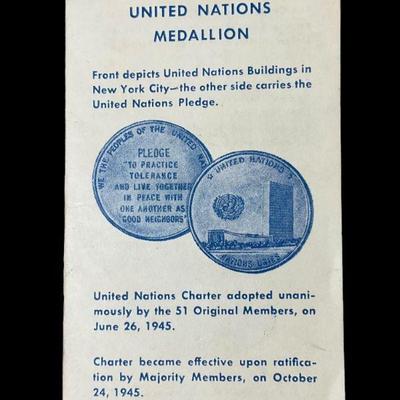 UNITED NATIONS
MEDALLION
Front depicts United Nations Buildings in
New York City—the other side carries the
United Nations Pledge.
WE THE PEOPLES OF THE UNITED NAT
PLEDGE
"TO PRACTICE
TOLERANCE
AND LIVE TOGETHER
IN PEACE WITH
ONE ANOTHER AS
GOOD NEIGHBORS"
UNITED NATIONS
NATIONS UNIES
United Nations Charter adopted unani-
mously by the 51 Original Members, on
June 26, 1945.
Charter became effective upon ratifica-
tion by Majority Members, on October
24, 1945.